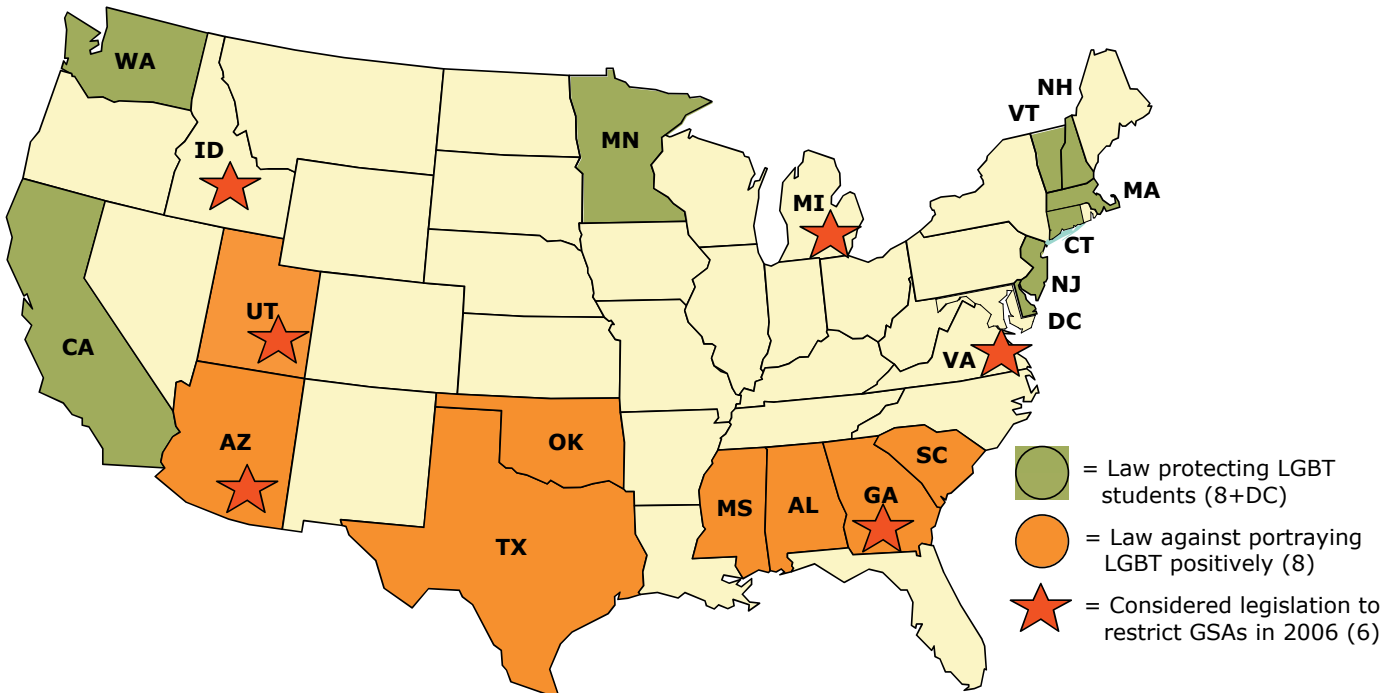 WA
NH
VT
MN
ID
MA
MI
CT
NJ
UT
DC
CA
VA
AZ
OK
SC
GA
MS
AL
TX
= Law protecting LGBT
students (8+DC)
= Law against portraying
LGBT positively (8)
= Considered legislation to
restrict GSAs in 2006 (6)